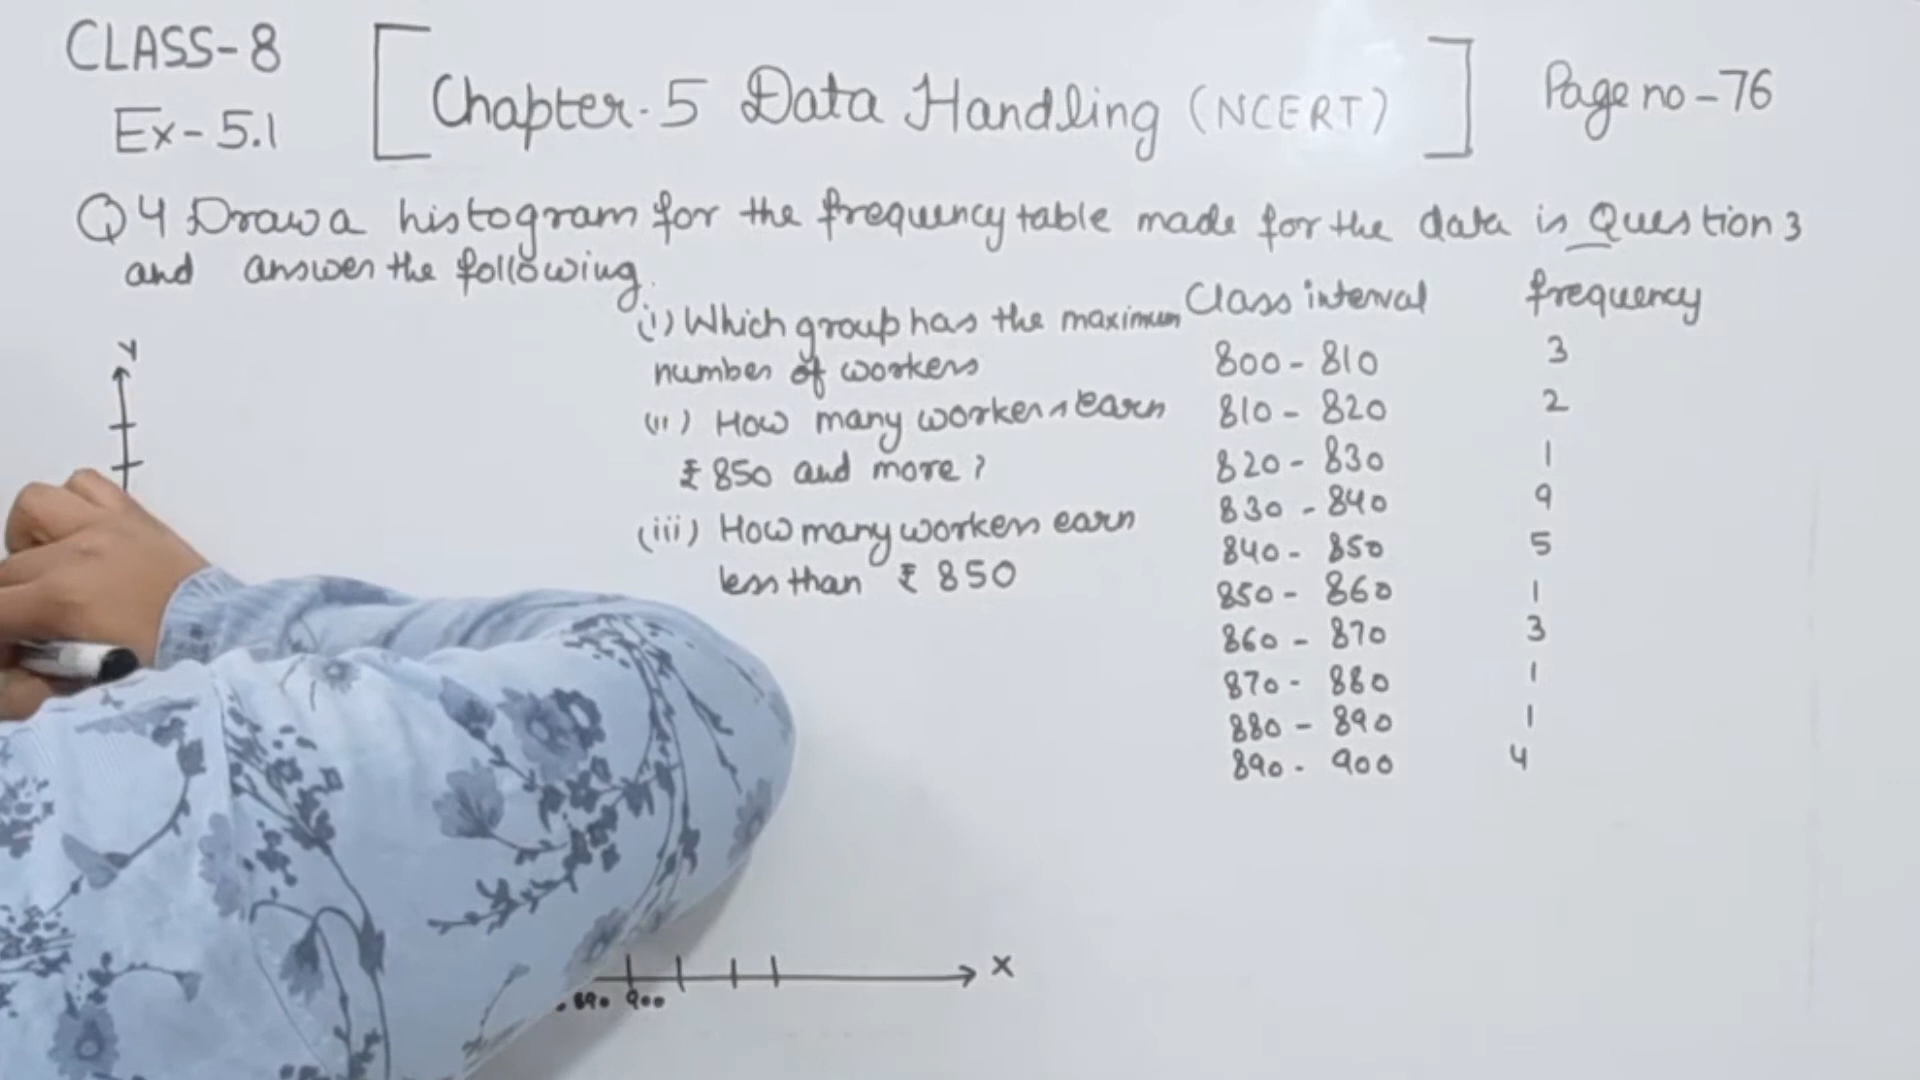 CLASS-8
Ex-5.1
Chapter-5 Data Handling (NCERT)
Page no-76
Q4 Draw a histogram for the frequency table made for the data is Question 3
and answer the following.
(i) Which group has the maximum
number of workers
(ii) How many workers earn
₹850 and more?
(iii) How many workers earn
less than ₹ 850
Class interval frequency
800-810 3
810-820 2
820-830 1
830-840 9
840-850 5
850-860 1
860-870 3
870-880 1
880-890 1
890-900 4
Y
X
890 900